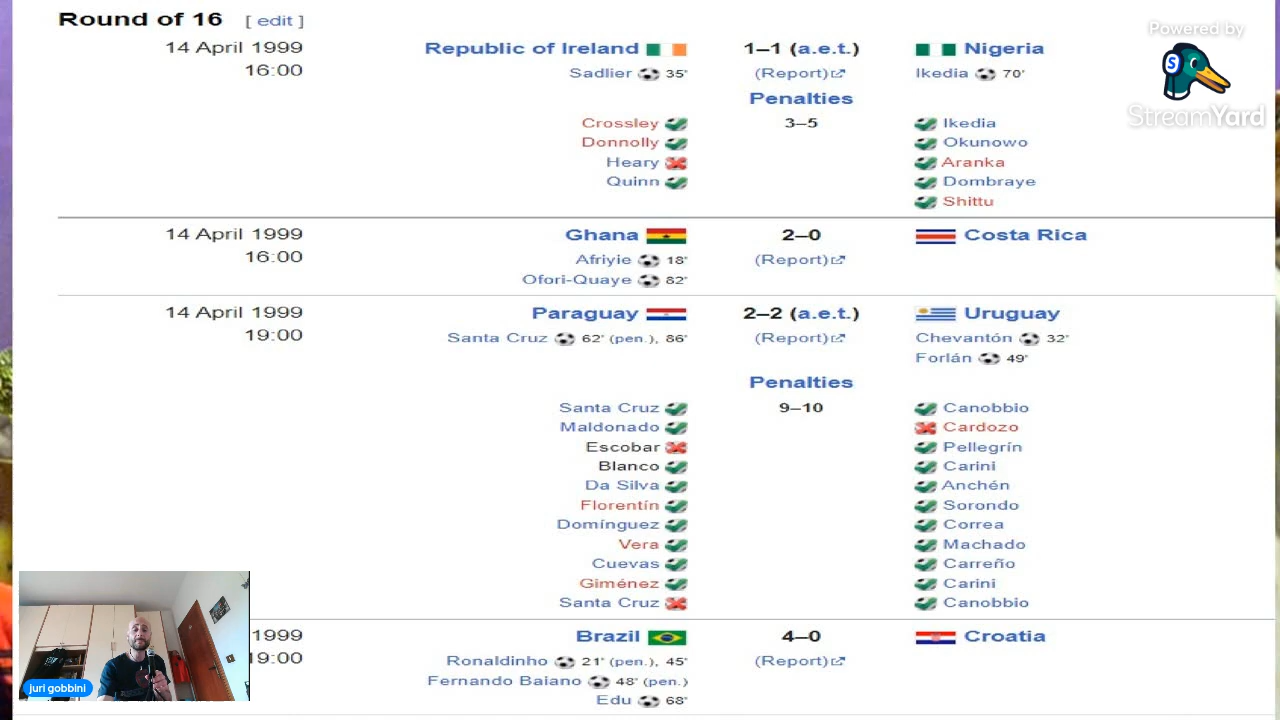 Round of 16 [ edit ]
Powered by
S
StreamYard
14 April 1999 Republic of Ireland 1–1 (a.e.t.) Nigeria
16:00 Sadlier 35' (Report) Ikedia 70'
Penalties
Crossley 3–5 Ikedia
Donnolly Okunowo
Heary Aranka
Quinn Dombraye
Shittu
14 April 1999 Ghana 2–0 Costa Rica
16:00 Afriyie 18' (Report)
Ofori-Quaye 82'
14 April 1999 Paraguay 2–2 (a.e.t.) Uruguay
19:00 Santa Cruz 62' (pen.), 86' (Report) Chevantón 32'
Forlán 49'
Penalties
Santa Cruz 9–10 Canobbio
Maldonado Cardozo
Escobar Pellegrín
Blanco Carini
Da Silva Anchén
Florentín Sorondo
Domínguez Correa
Vera Machado
Cuevas Carreño
Giménez Carini
Santa Cruz Canobbio
1999 Brazil 4–0 Croatia
19:00 Ronaldinho 21' (pen.), 45' (Report)
Fernando Baiano 48' (pen.)
Edu 68'
juri gobbini